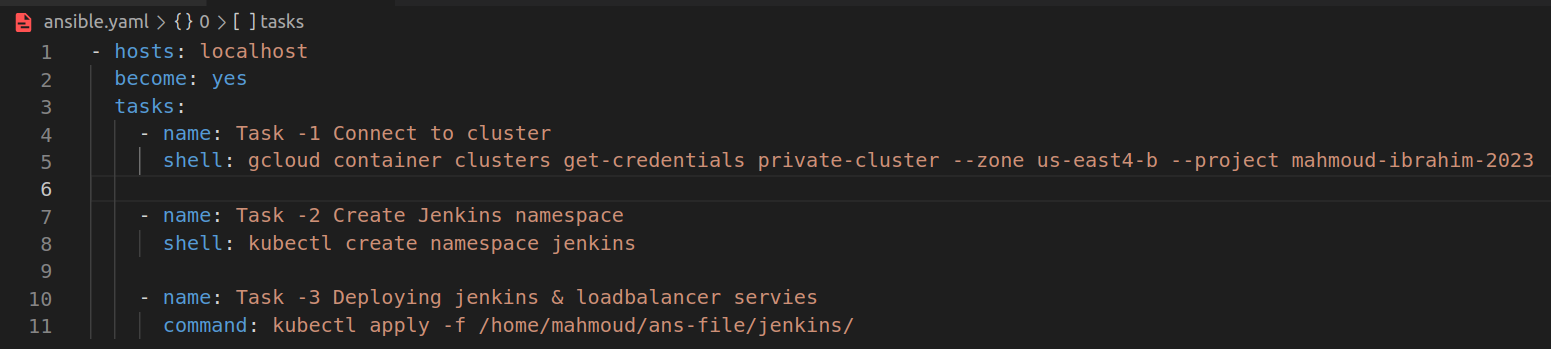 ansible.yaml > {} 0 > [ ] tasks
1 - hosts: localhost
2 become: yes
3 tasks:
4 - name: Task -1 Connect to cluster
5 shell: gcloud container clusters get-credentials private-cluster --zone us-east4-b --project mahmoud-ibrahim-2023
6
7 - name: Task -2 Create Jenkins namespace
8 shell: kubectl create namespace jenkins
9
10 - name: Task -3 Deploying jenkins & loadbalancer servies
11 command: kubectl apply -f /home/mahmoud/ans-file/jenkins/